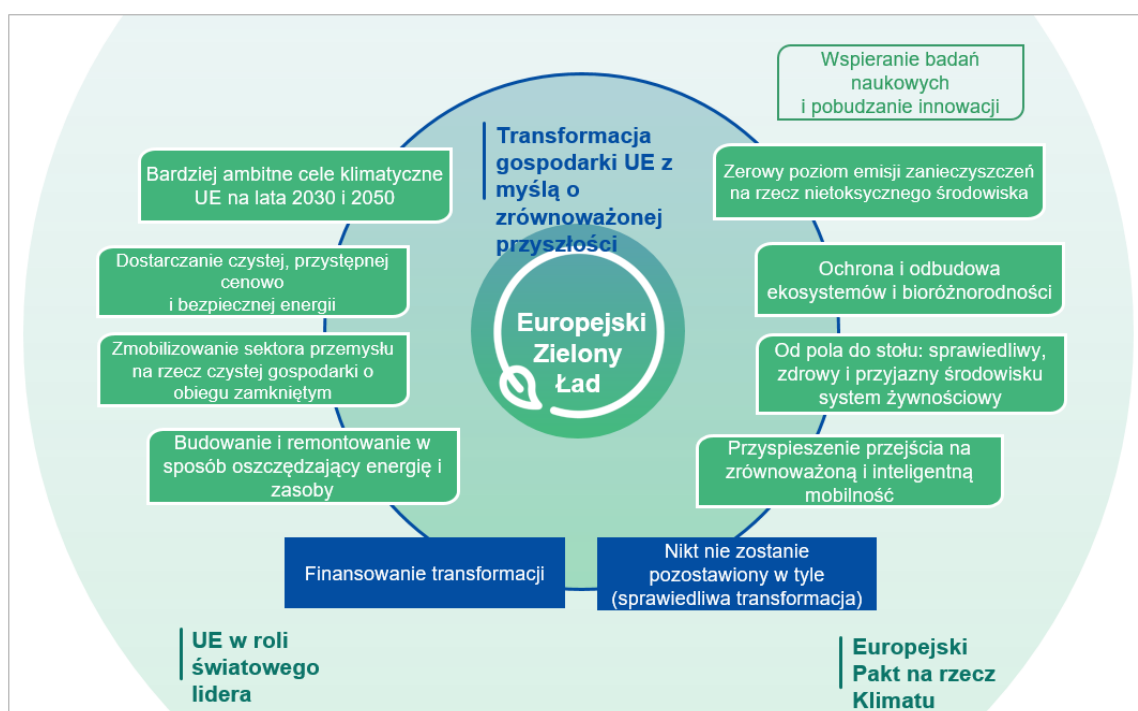 Wspieranie badań
naukowych
i pobudzanie innowacji
Transformacja
gospodarki UE z
myślą o
zrównoważonej
przyszłości
Bardziej ambitne cele klimatyczne
UE na lata 2030 i 2050
Zerowy poziom emisji zanieczyszczeń
na rzecz nietoksycznego środowiska
Dostarczanie czystej, przystępnej
cenowo
i bezpiecznej energii
Ochrona i odbudowa
ekosystemów i bioróżnorodności
Europejski
Zielony
Ład
Zmobilizowanie sektora przemysłu
na rzecz czystej gospodarki o
obiegu zamkniętym
Od pola do stołu: sprawiedliwy,
zdrowy i przyjazny środowisku
system żywnościowy
Budowanie i remontowanie w
sposób oszczędzający energię i
zasoby
Przyspieszenie przejścia na
zrównoważoną i inteligentną
mobilność
Finansowanie transformacji
Nikt nie zostanie
pozostawiony w tyle
(sprawiedliwa transformacja)
UE w roli
światowego
lidera
Europejski
Pakt na rzecz
Klimatu